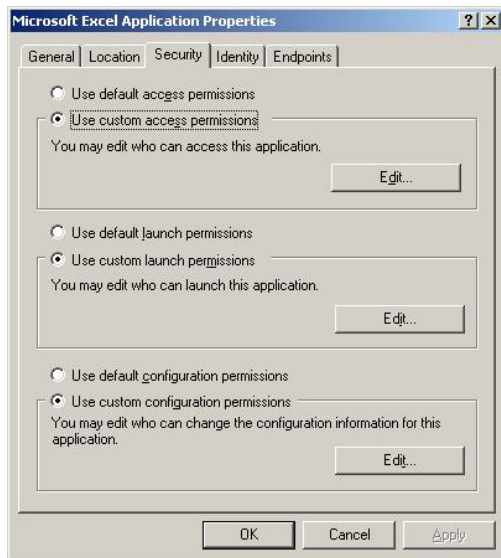 Microsoft Excel Application Properties
General Location Security Identity Endpoints
Use default access permissions
Use custom access permissions
You may edit who can access this application.
Edit...
Use default launch permissions
Use custom launch permissions
You may edit who can launch this application.
Edit...
Use default configuration permissions
Use custom configuration permissions
You may edit who can change the configuration information for this
application.
Edit...
OK Cancel Apply